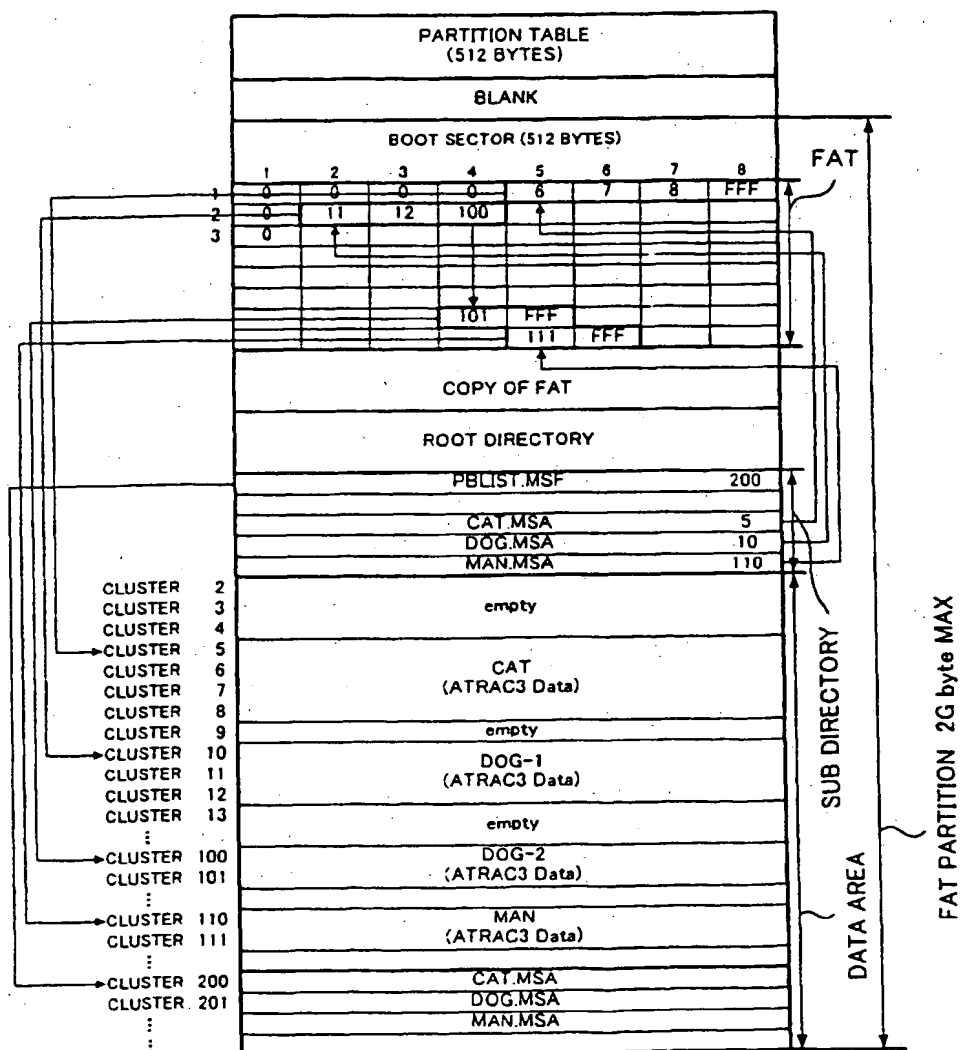 PARTITION TABLE
(512 BYTES)
BLANK
BOOT SECTOR (512 BYTES)
1 2 3 4 5 6 7 8
FAT
1 0 0 0 0 6 7 8 FFF
2 0 11 12 100
3 0
101 FFF
111 FFF
COPY OF FAT
ROOT DIRECTORY
PBLIST.MSF 200
CAT.MSA 5
DOG.MSA 10
MAN.MSA 110
CLUSTER 2
CLUSTER 3
empty
CLUSTER 4
CLUSTER 5
CLUSTER 6
CAT
(ATRAC3 Data)
CLUSTER 7
CLUSTER 8
CLUSTER 9
empty
CLUSTER 10
DOG-1
(ATRAC3 Data)
CLUSTER 11
CLUSTER 12
CLUSTER 13
empty
CLUSTER 100
DOG-2
(ATRAC3 Data)
CLUSTER 101
CLUSTER 110
MAN
(ATRAC3 Data)
CLUSTER 111
CLUSTER 200
CAT.MSA
CLUSTER 201
DOG.MSA
MAN.MSA
SUB DIRECTORY
DATA AREA
FAT PARTITION 2G byte MAX